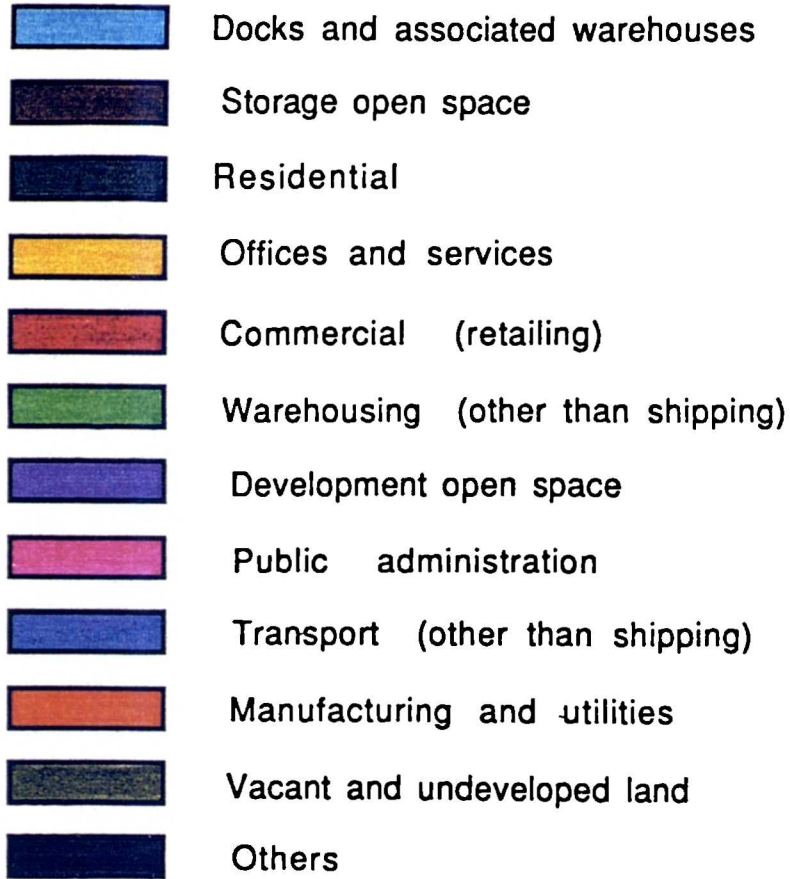 Docks and associated warehouses
Storage open space
Residential
Offices and services
Commercial (retailing)
Warehousing (other than shipping)
Development open space
Public administration
Transport (other than shipping)
Manufacturing and utilities
Vacant and undeveloped land
Others